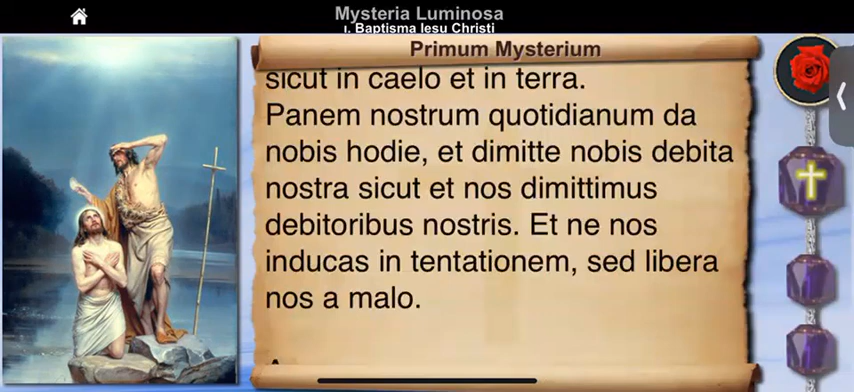 Mysteria Luminosa
I. Baptisma Iesu Christi
Primum Mysterium
sicut in caelo et in terra.
Panem nostrum quotidianum da
nobis hodie, et dimitte nobis debita
nostra sicut et nos dimittimus
debitoribus nostris. Et ne nos
inducas in tentationem, sed libera
nos a malo.